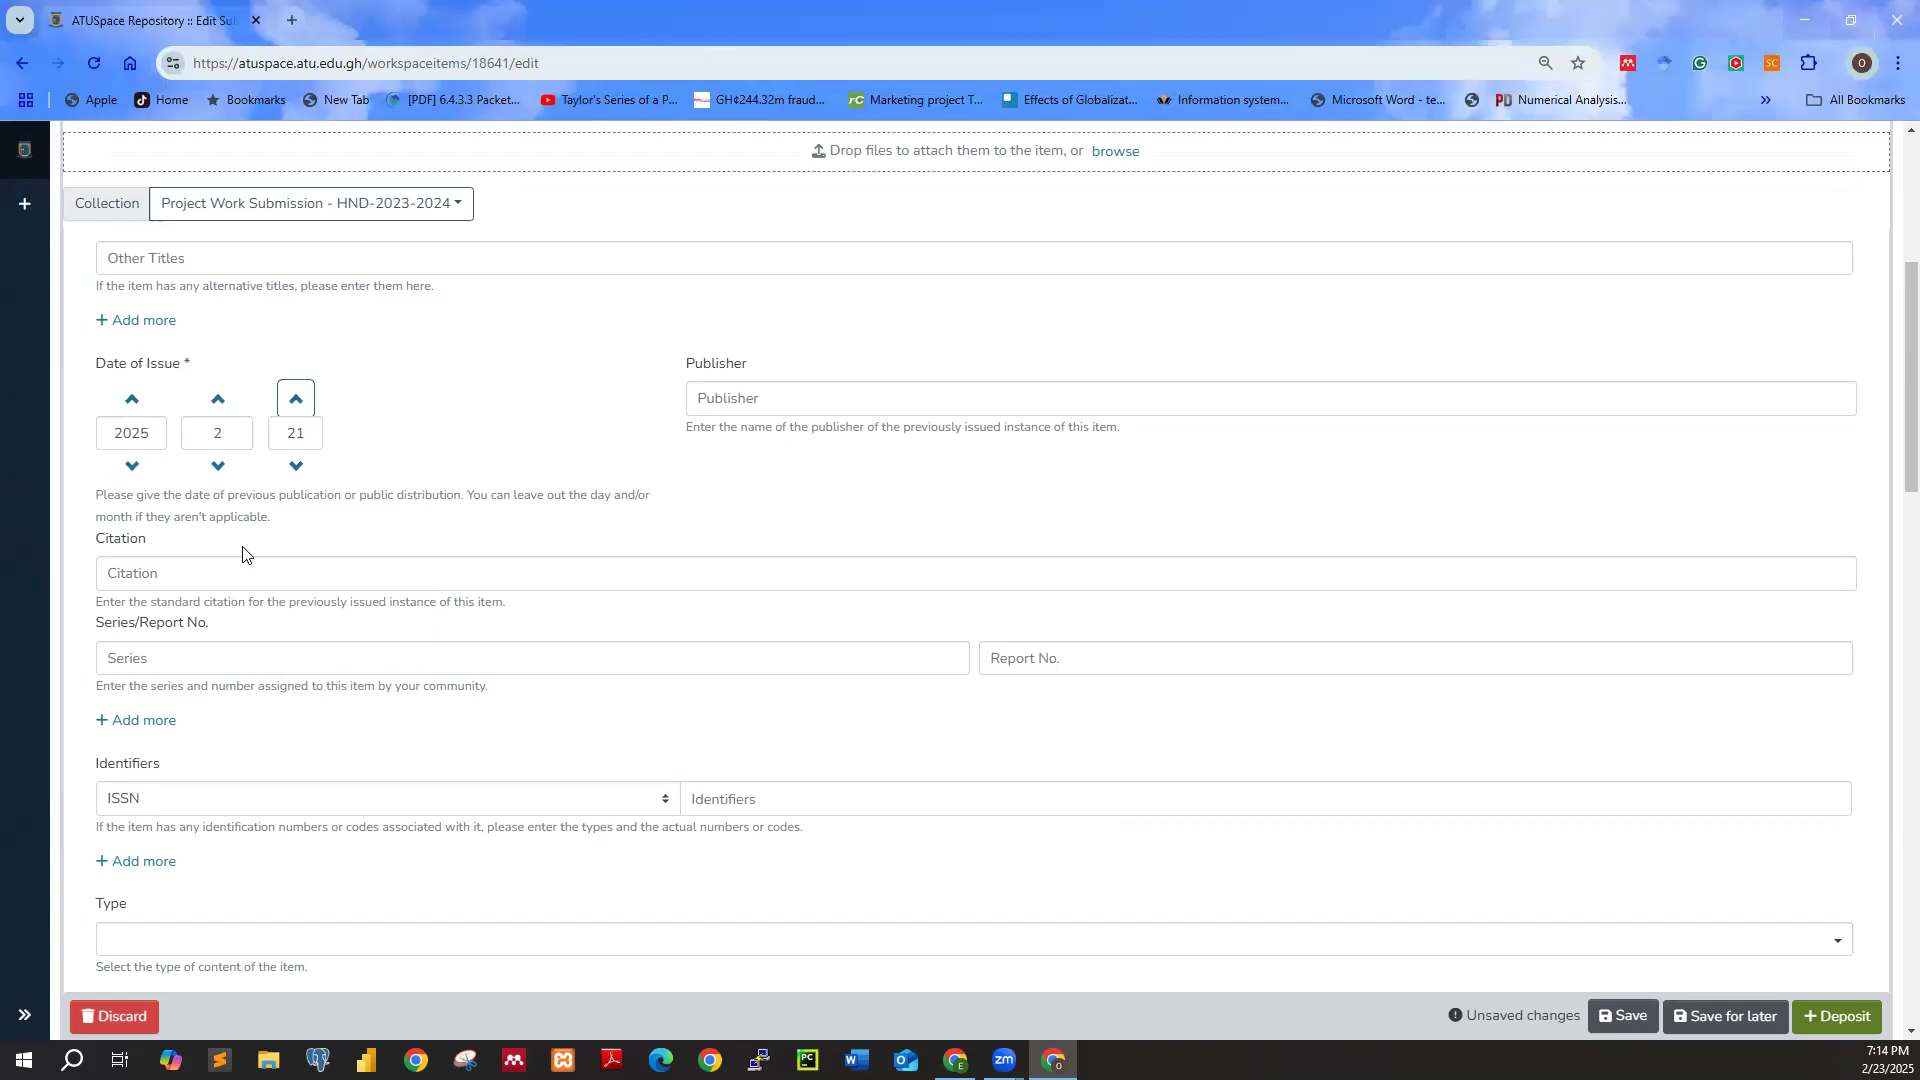 ATUSpace Repository :: Edit Su
https://atuspace.atu.edu.gh/workspaceitems/18641/edit
O
Apple
Home
Bookmarks
New Tab
[PDF] 6.4.3.3 Packet...
Taylor's Series of a P...
GH¢244.32m fraud...
rC Marketing project T...
Effects of Globalizat...
Information system...
Microsoft Word - te...
PD Numerical Analysis...
All Bookmarks
Drop files to attach them to the item, or browse
Collection
Project Work Submission - HND-2023-2024
Other Titles
If the item has any alternative titles, please enter them here.
+ Add more
Date of Issue *
Publisher
2025
2
21
Publisher
Enter the name of the publisher of the previously issued instance of this item.
Please give the date of previous publication or public distribution. You can leave out the day and/or
month if they aren't applicable.
Citation
Citation
Enter the standard citation for the previously issued instance of this item.
Series/Report No.
Series
Report No.
Enter the series and number assigned to this item by your community.
+ Add more
Identifiers
ISSN
Identifiers
If the item has any identification numbers or codes associated with it, please enter the types and the actual numbers or codes.
+ Add more
Type
Select the type of content of the item.
Discard
Unsaved changes
Save
Save for later
+ Deposit
7:14 PM
2/23/2025